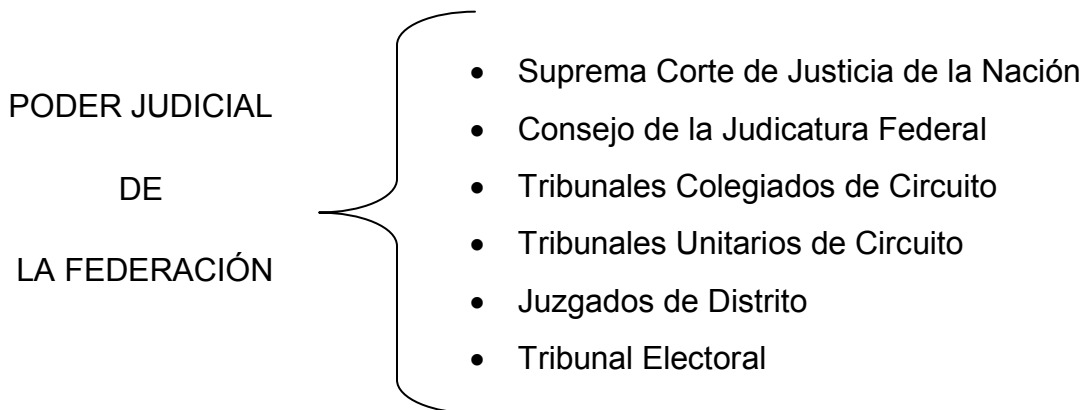 PODER JUDICIAL
DE
LA FEDERACIÓN
• Suprema Corte de Justicia de la Nación
• Consejo de la Judicatura Federal
• Tribunales Colegiados de Circuito
• Tribunales Unitarios de Circuito
• Juzgados de Distrito
• Tribunal Electoral